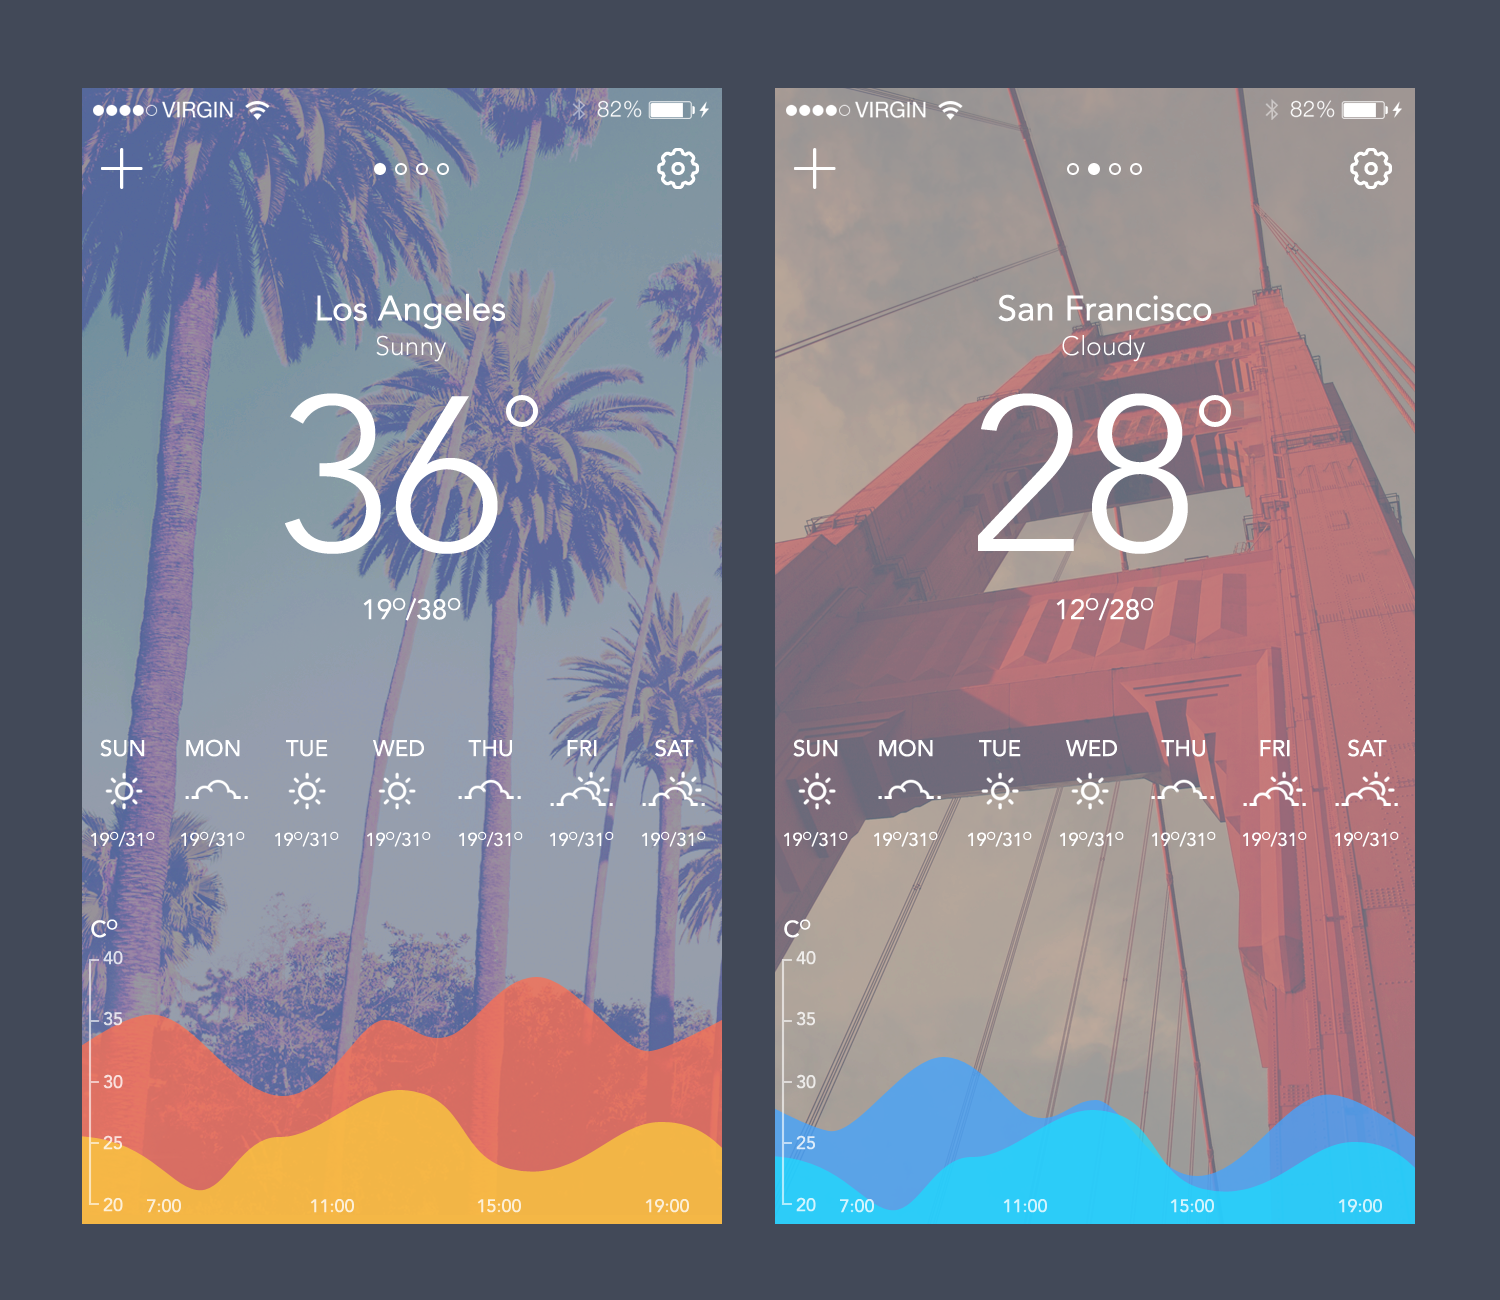 VIRGIN 82%
Los Angeles
Sunny
36°
19°/38°
SUN MON TUE WED THU FRI SAT
19°/31° 19°/31° 19°/31° 19°/31° 19°/31° 19°/31° 19°/31°
C°
40
35
30
25
20 7:00 11:00 15:00 19:00
VIRGIN 82%
San Francisco
Cloudy
28°
12°/28°
SUN MON TUE WED THU FRI SAT
19°/31° 19°/31° 19°/31° 19°/31° 19°/31° 19°/31° 19°/31°
C°
40
35
30
25
20 7:00 11:00 15:00 19:00